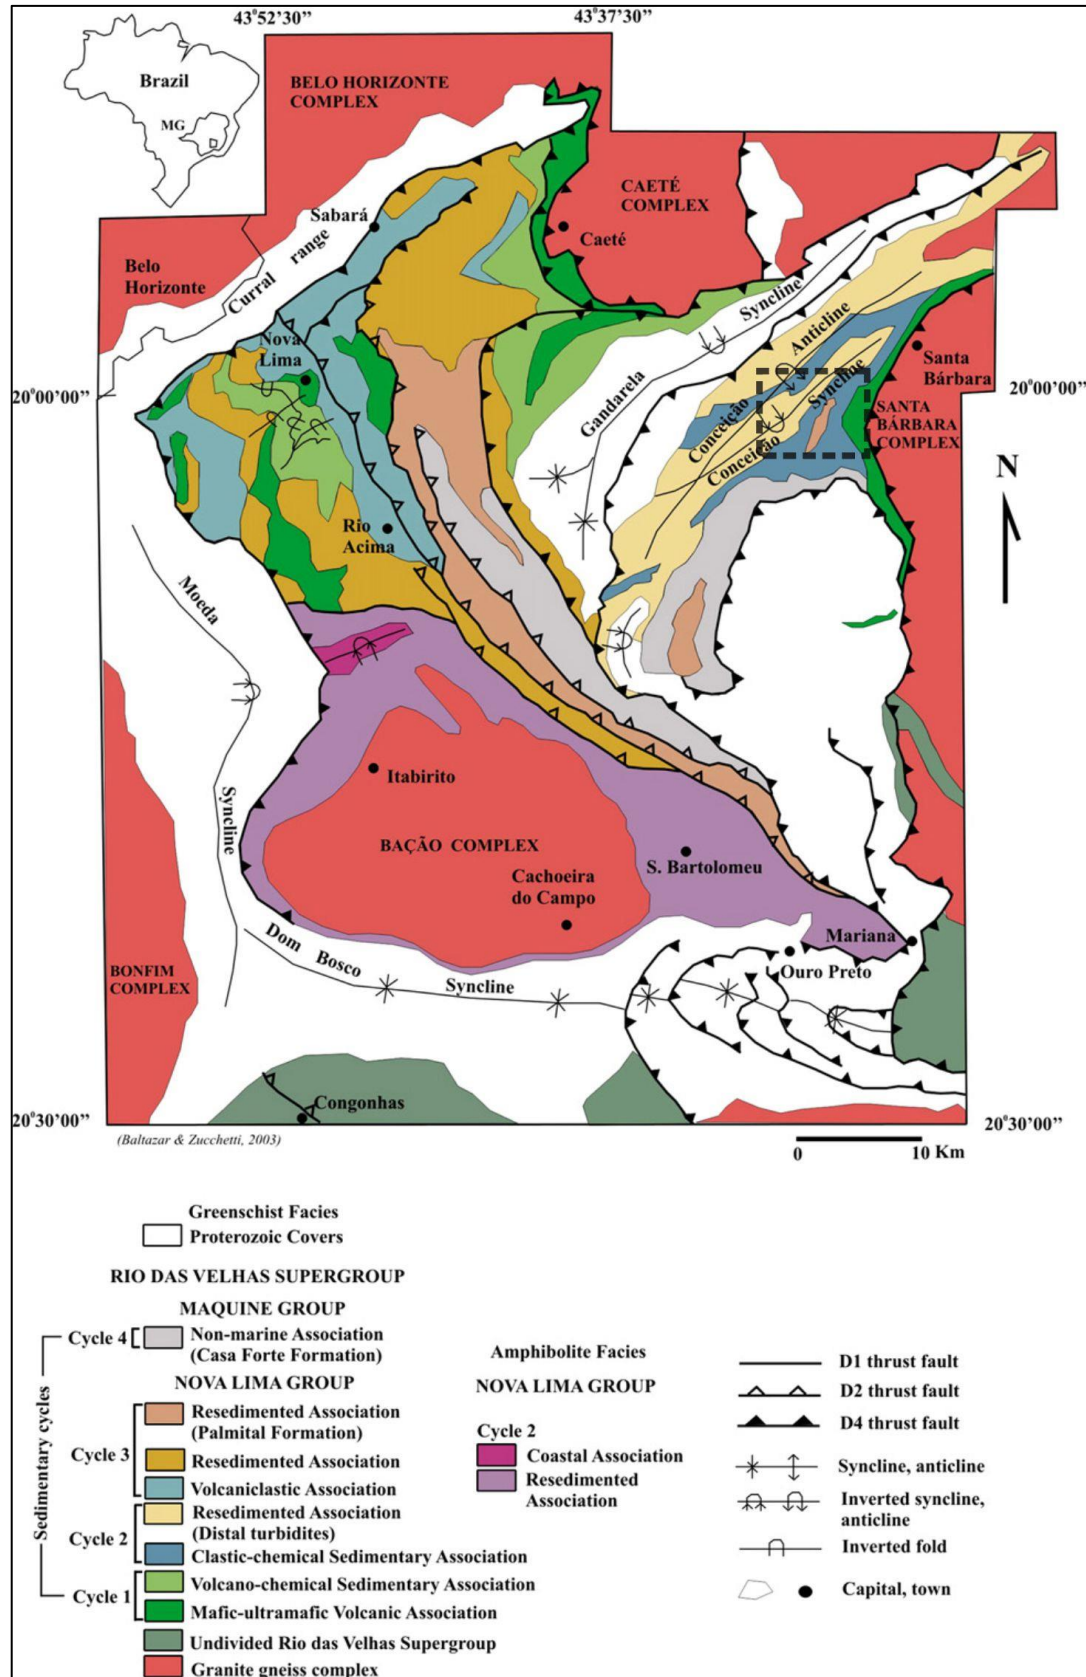 43°52'30"
43°37'30"
Brazil
MG
BELO HORIZONTE
COMPLEX
CAETÉ
COMPLEX
Sabará
Caeté
Belo
Horizonte
Curral range
Nova
Lima
Syncline
Anticline
Syncline
Santa
Bárbara
20°00'00"
20°00'00"
Gandarela
Conceição
Conceição
SANTA
BÁRBARA
COMPLEX
N
Rio
Acima
Moeda
Itabirito
Syncline
BAÇÃO COMPLEX
S. Bartolomeu
Cachoeira
do Campo
Mariana
Dom Bosco Syncline
Ouro Preto
BONFIM
COMPLEX
Congonhas
20°30'00"
20°30'00"
(Baltazar & Zucchetti, 2003)
0 10 Km
Greenschist Facies
Proterozoic Covers
RIO DAS VELHAS SUPERGROUP
MAQUINE GROUP
Sedimentary cycles
Cycle 4
Non-marine Association
(Casa Forte Formation)
NOVA LIMA GROUP
Cycle 3
Resedimented Association
(Palmital Formation)
Resedimented Association
Volcaniclastic Association
Cycle 2
Resedimented Association
(Distal turbidites)
Clastic-chemical Sedimentary Association
Cycle 1
Volcano-chemical Sedimentary Association
Mafic-ultramafic Volcanic Association
Undivided Rio das Velhas Supergroup
Granite gneiss complex
Amphibolite Facies
NOVA LIMA GROUP
Cycle 2
Coastal Association
Resedimented
Association
D1 thrust fault
D2 thrust fault
D4 thrust fault
Syncline, anticline
Inverted syncline,
anticline
Inverted fold
Capital, town